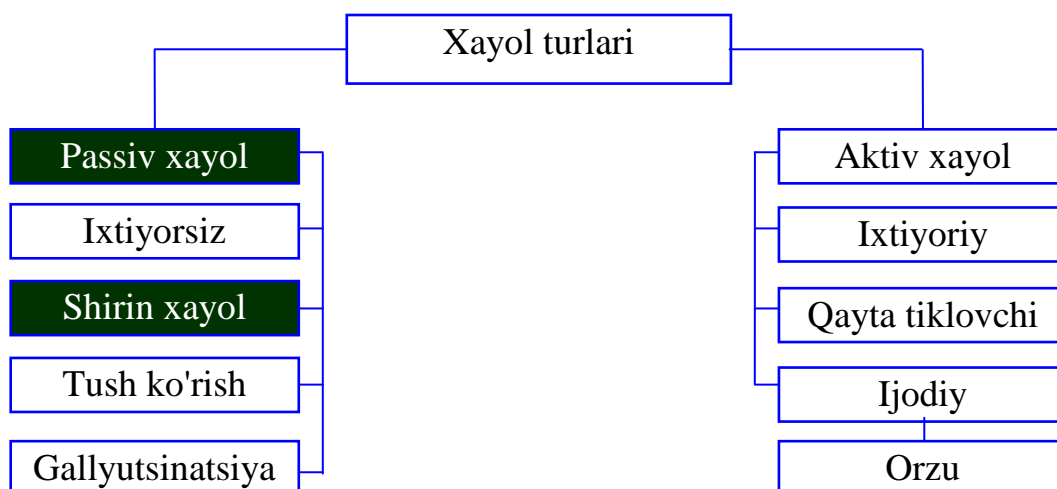 Xayol turlari
Passiv xayol
Ixtiyorsiz
Shirin xayol
Tush ko'rish
Gallyutsinatsiya
Aktiv xayol
Ixtiyoriy
Qayta tiklovchi
Ijodiy
Orzu